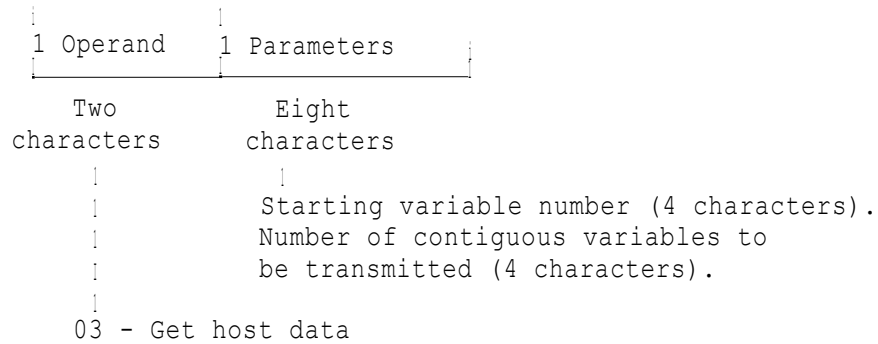 1 Operand 1 Parameters
Two Eight
characters characters
Starting variable number (4 characters).
Number of contiguous variables to
be transmitted (4 characters).
03 - Get host data